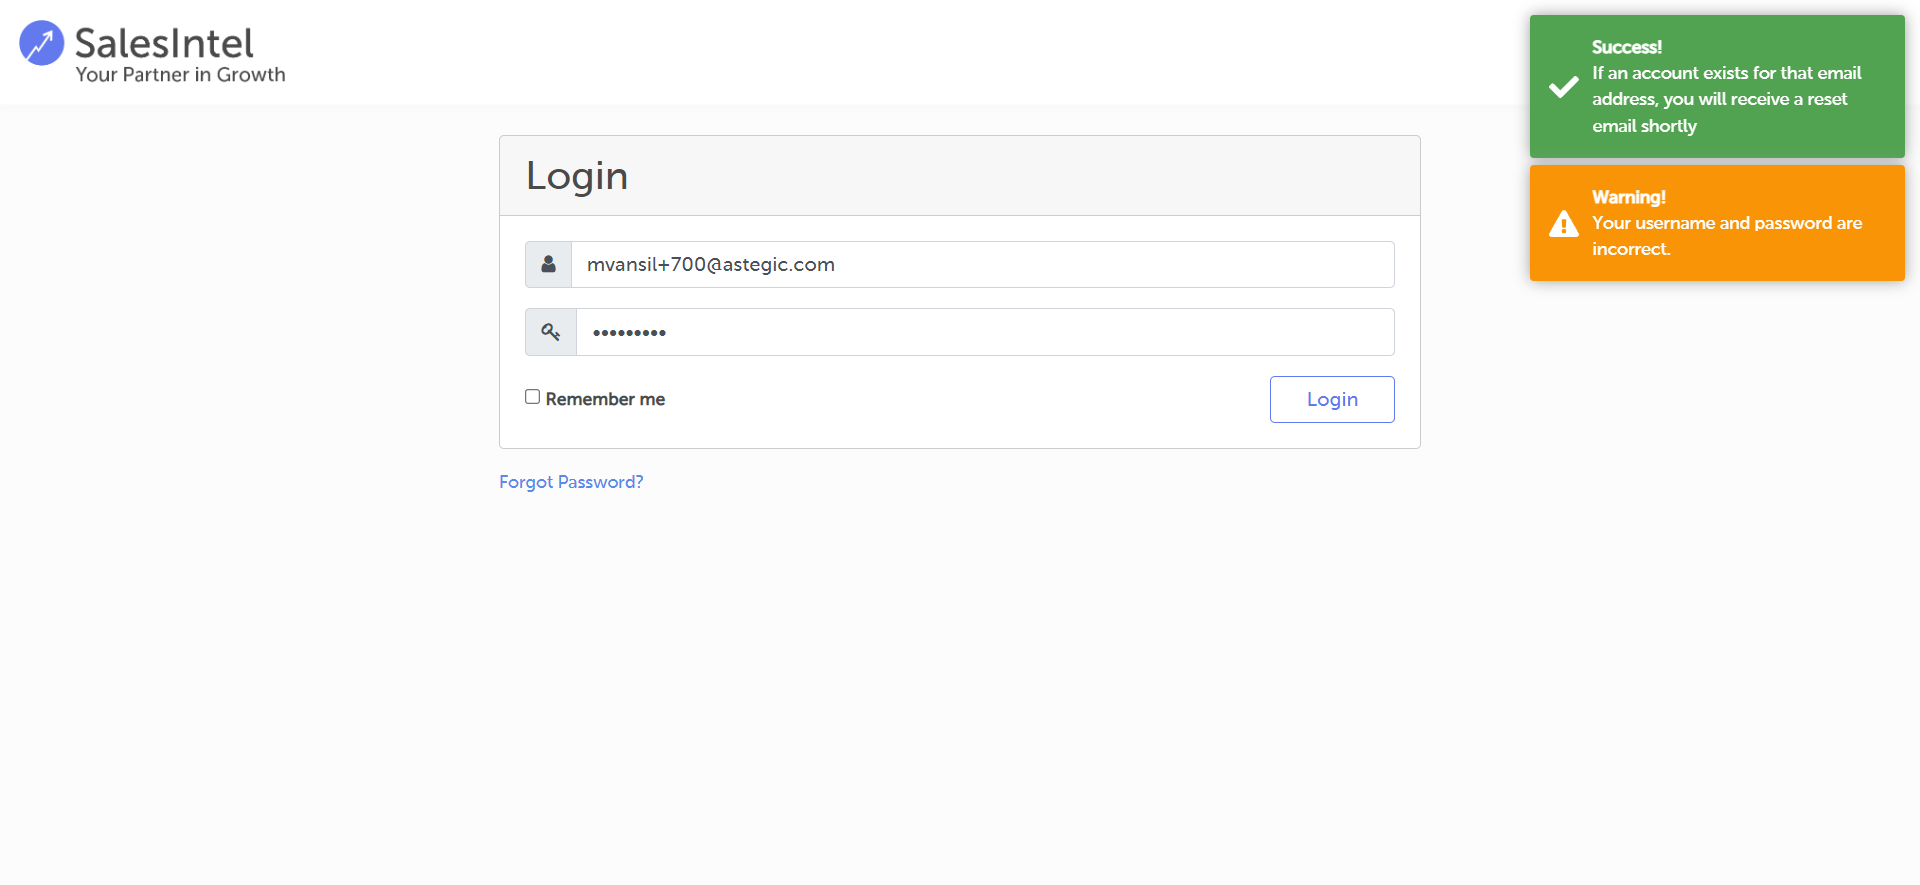 SalesIntel
Your Partner in Growth
Success!
If an account exists for that email
address, you will receive a reset
email shortly
Warning!
Your username and password are
incorrect.
Login
mvansil+700@astegic.com
•••••••••
Remember me
Login
Forgot Password?